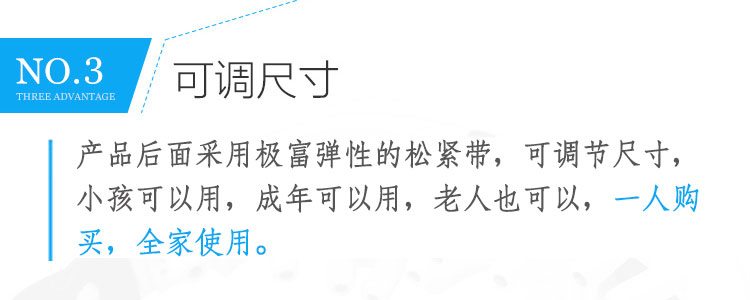 NO.3
THREE ADVANTAGE
可调尺寸
产品后面采用极富弹性的松紧带，可调节尺寸，
小孩可以用，成年可以用，老人也可以，一人购
买，全家使用。